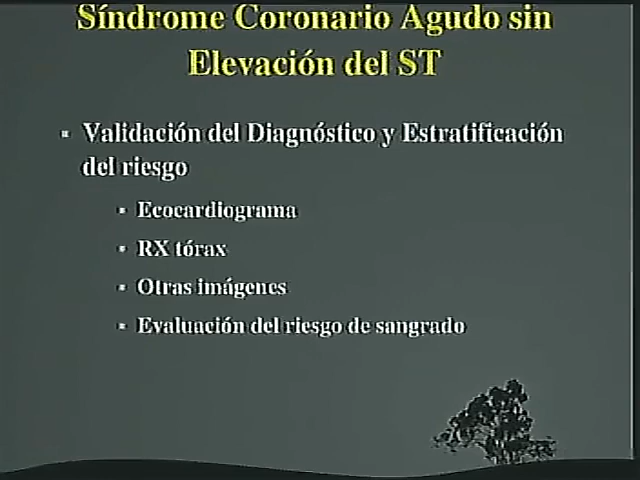 Síndrome Coronario Agudo sin
Elevación del ST
▪ Validación del Diagnóstico y Estratificación
del riesgo
▪ Ecocardiograma
▪ RX tórax
▪ Otras imágenes
▪ Evaluación del riesgo de sangrado